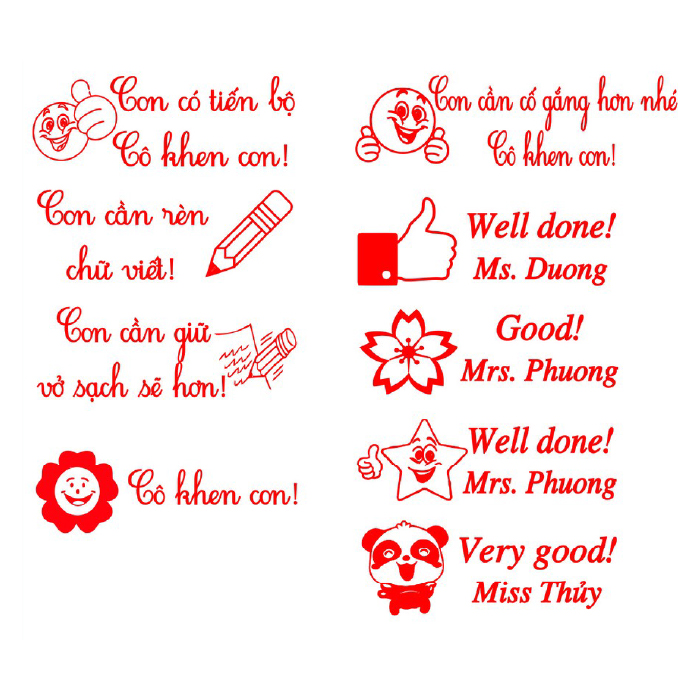 Con có tiến bộ
Cô khen con!
Con cần rèn
chữ viết!
Con cần giữ
vở sạch sẽ hơn!
Cô khen con!
Con cần cố gắng hơn nhé
Cô khen con!
Well done!
Ms. Duong
Good!
Mrs. Phuong
Well done!
Mrs. Phuong
Very good!
Miss Thủy